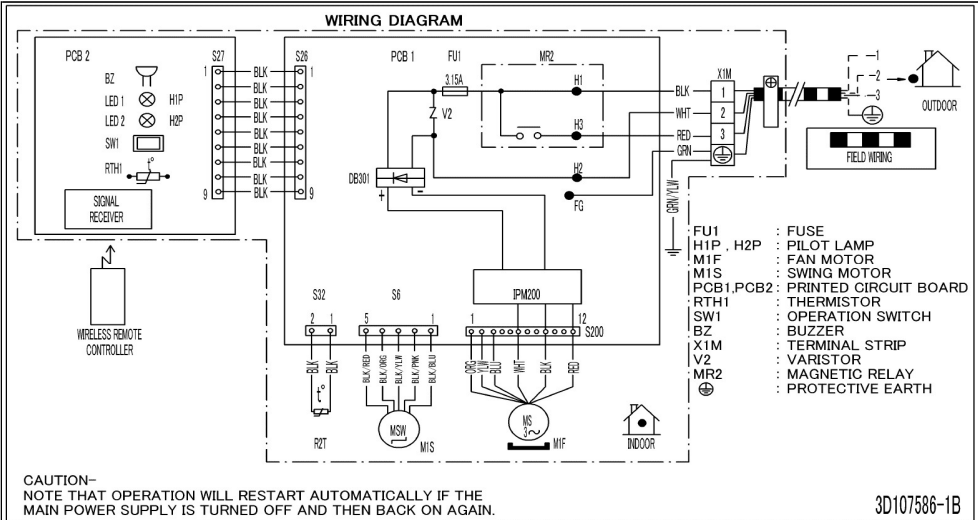 WIRING DIAGRAM
PCB 2
S27
S26
PCB 1
FU1
MR2
3.15A
BZ
LED 1
H1P
LED 2
H2P
SW1
RTH1
t°
SIGNAL
RECEIVER
1
9
BLK
BLK
BLK
BLK
BLK
BLK
BLK
BLK
BLK
1
9
V2
H1
H3
H2
FG
DB301
+
-
IPM200
X1M
BLK
1
WHT
2
RED
3
GRN
GRN/YLW
1
2
3
OUTDOOR
FIELD WIRING
WIRELESS REMOTE
CONTROLLER
S32
2 1
BLK
BLK
t°
R2T
S6
5 1
BLK/RED
BLK/ORG
BLK/YLW
BLK/PNK
BLK/BLU
MSW
M1S
1 12
S200
ORG
YLW
BLU
WHT
BLK
RED
MS
3~
M1F
INDOOR
FU1 : FUSE
H1P , H2P : PILOT LAMP
M1F : FAN MOTOR
M1S : SWING MOTOR
PCB1,PCB2 : PRINTED CIRCUIT BOARD
RTH1 : THERMISTOR
SW1 : OPERATION SWITCH
BZ : BUZZER
X1M : TERMINAL STRIP
V2 : VARISTOR
MR2 : MAGNETIC RELAY
: PROTECTIVE EARTH
CAUTION-
NOTE THAT OPERATION WILL RESTART AUTOMATICALLY IF THE
MAIN POWER SUPPLY IS TURNED OFF AND THEN BACK ON AGAIN.
3D107586-1B